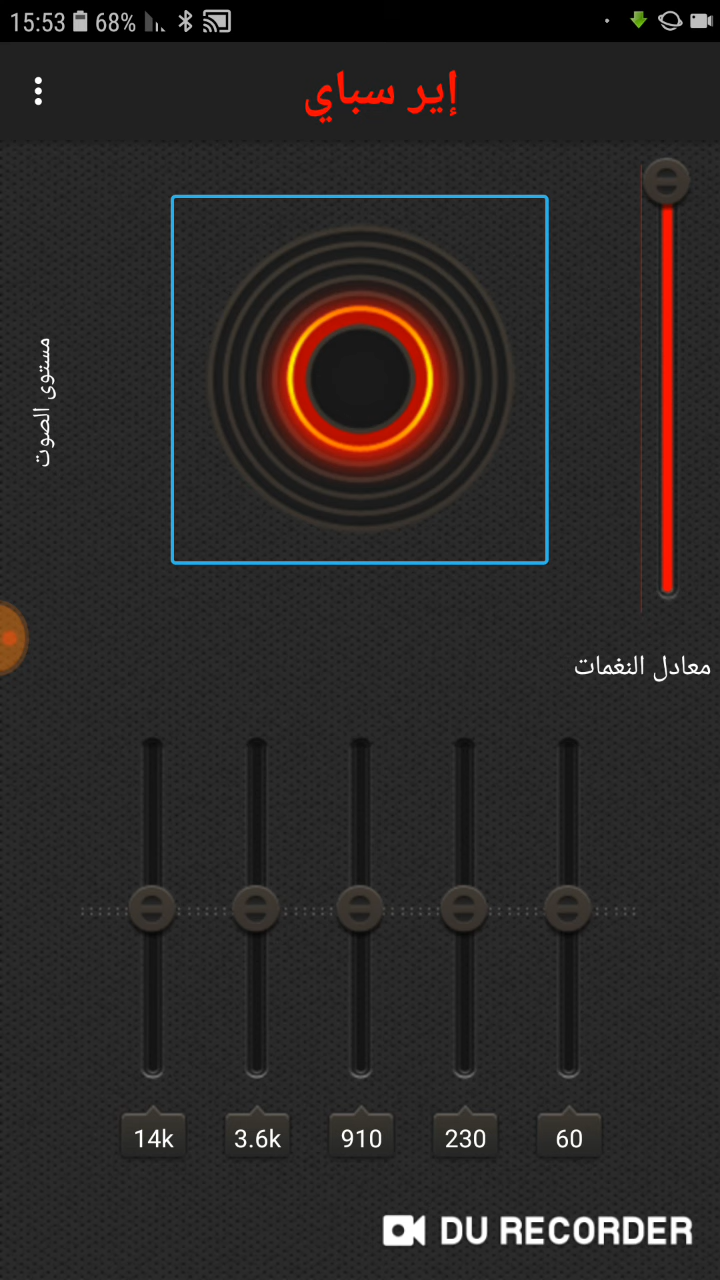 15:53 68%
إير سباي
مستوى الصوت
معادل النغمات
14k 3.6k 910 230 60
DU RECORDER